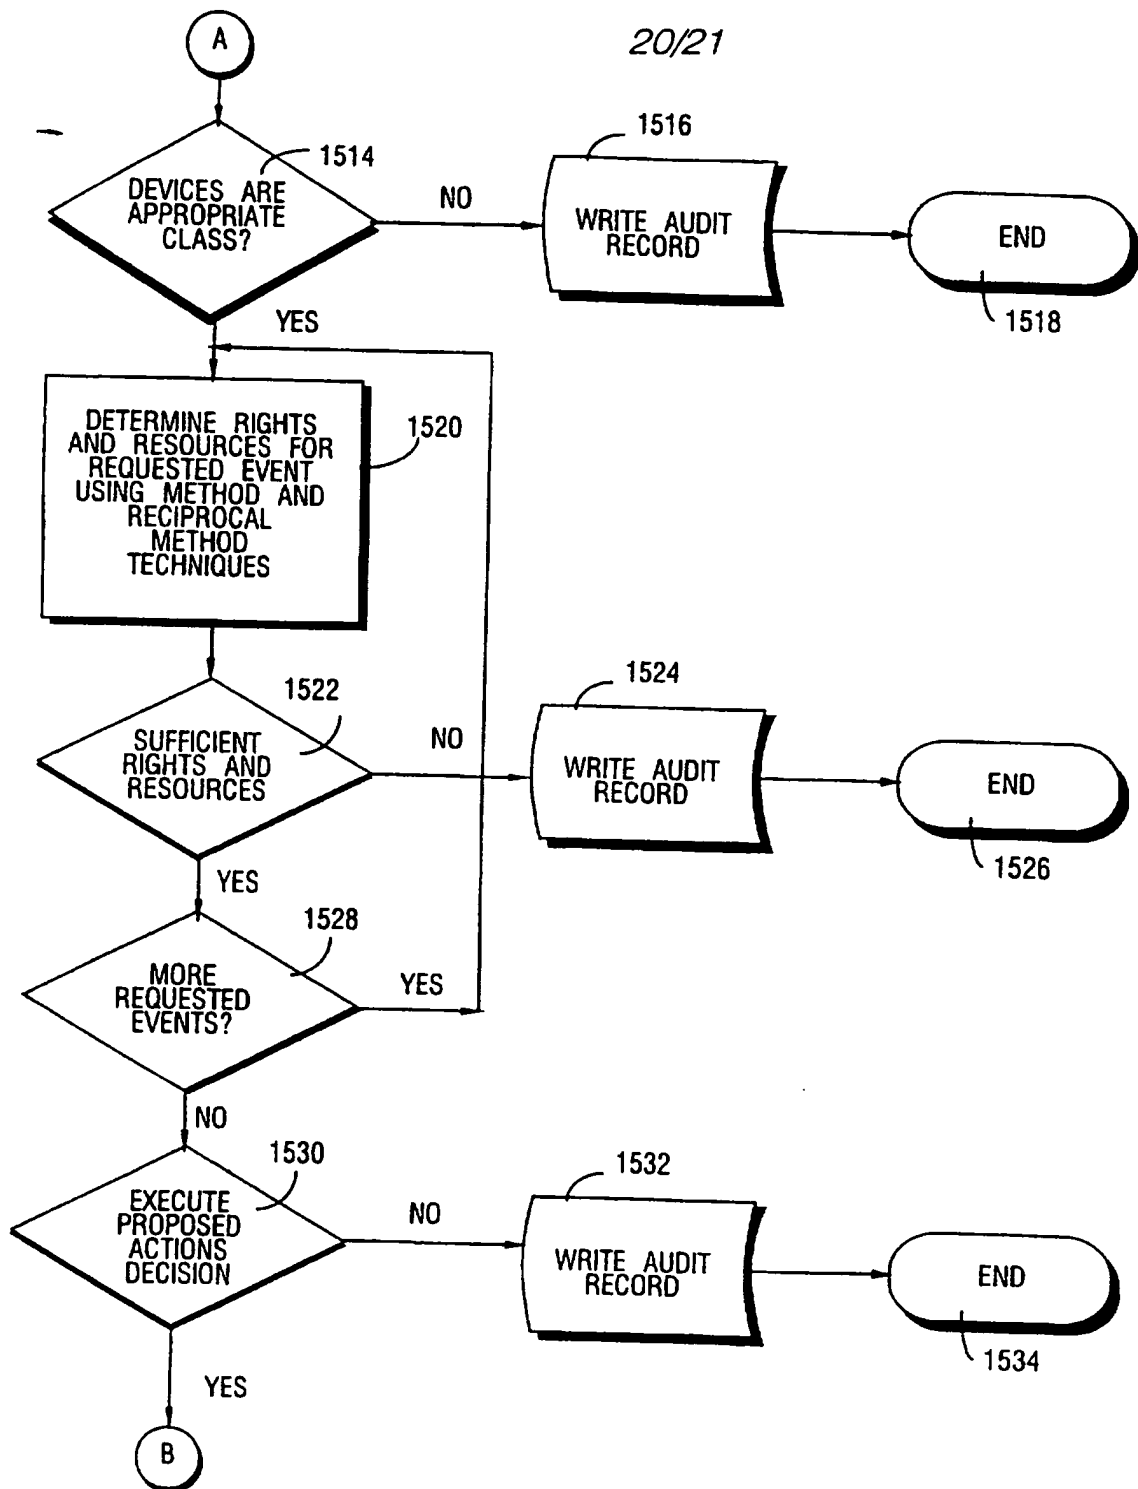 A
20/21
1514
DEVICES ARE
APPROPRIATE
CLASS?
NO
1516
WRITE AUDIT
RECORD
END
1518
YES
DETERMINE RIGHTS
AND RESOURCES FOR
REQUESTED EVENT
USING METHOD AND
RECIPROCAL
METHOD
TECHNIQUES
1520
1522
SUFFICIENT
RIGHTS AND
RESOURCES
NO
1524
WRITE AUDIT
RECORD
END
1526
YES
1528
MORE
REQUESTED
EVENTS?
YES
NO
1530
EXECUTE
PROPOSED
ACTIONS
DECISION
NO
1532
WRITE AUDIT
RECORD
END
1534
YES
B